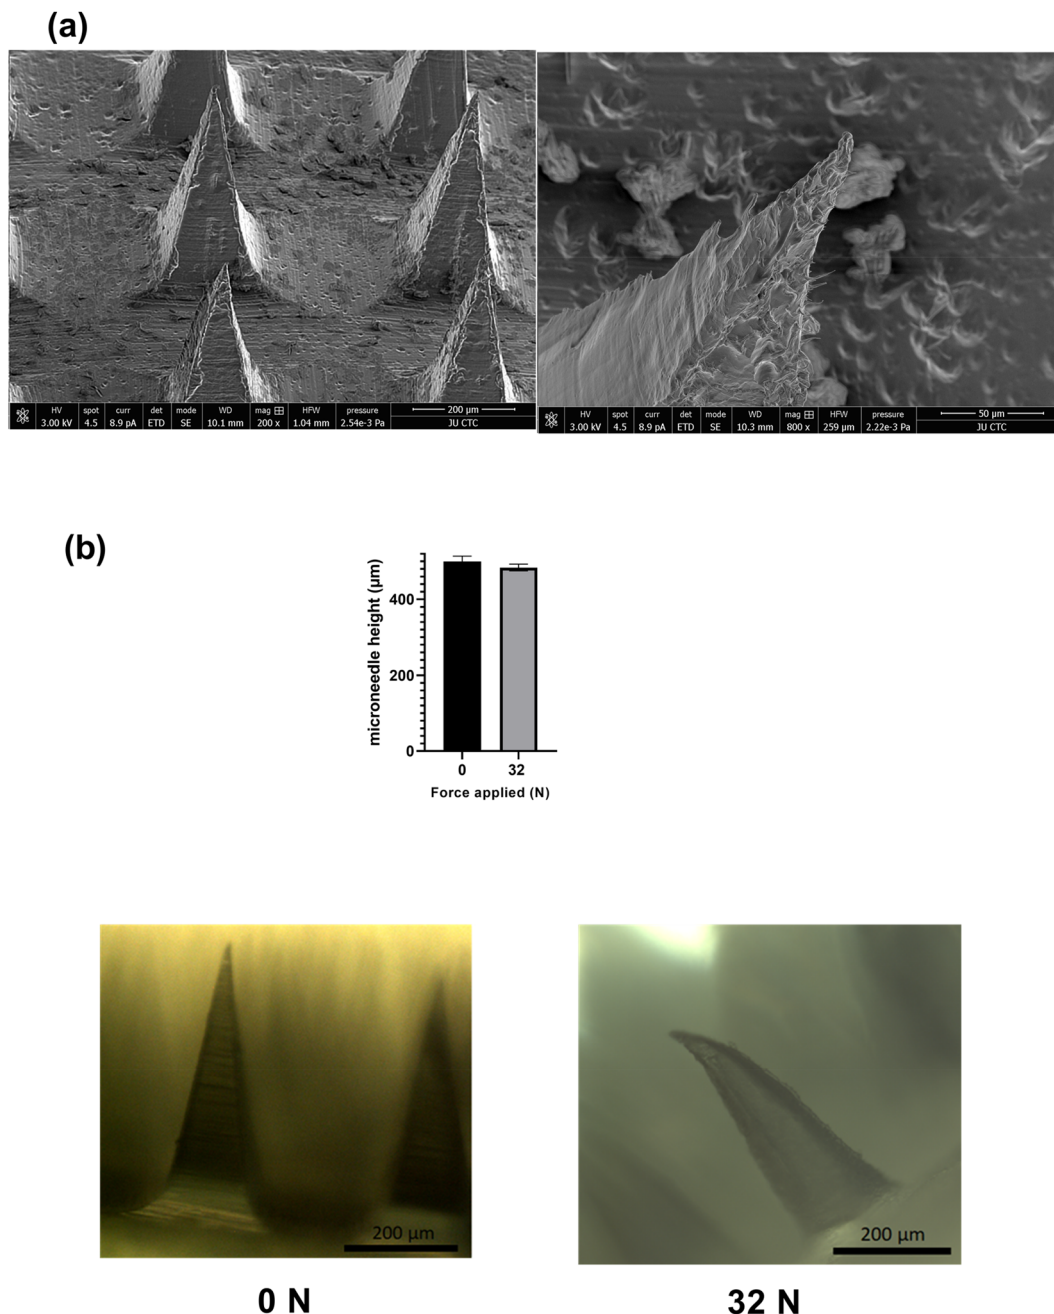 (a)
HV spot curr det mode WD mag HFW pressure 200 µm
3.00 kV 4.5 8.9 pA ETD SE 10.1 mm 200 x 1.04 mm 2.54e-3 Pa JU CTC
HV spot curr det mode WD mag HFW pressure 50 µm
3.00 kV 4.5 8.9 pA ETD SE 10.3 mm 800 x 259 µm 2.22e-3 Pa JU CTC
(b)
microneedle height (µm)
400
200
0
0 32
Force applied (N)
200 µm
200 µm
0 N
32 N